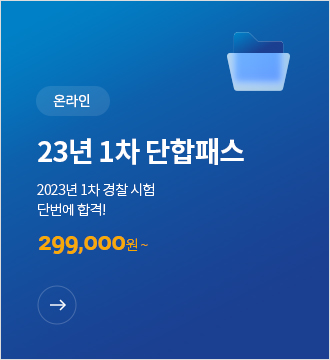 온라인
23년 1차 단합패스
2023년 1차 경찰 시험
단번에 합격!
299,000원 ~